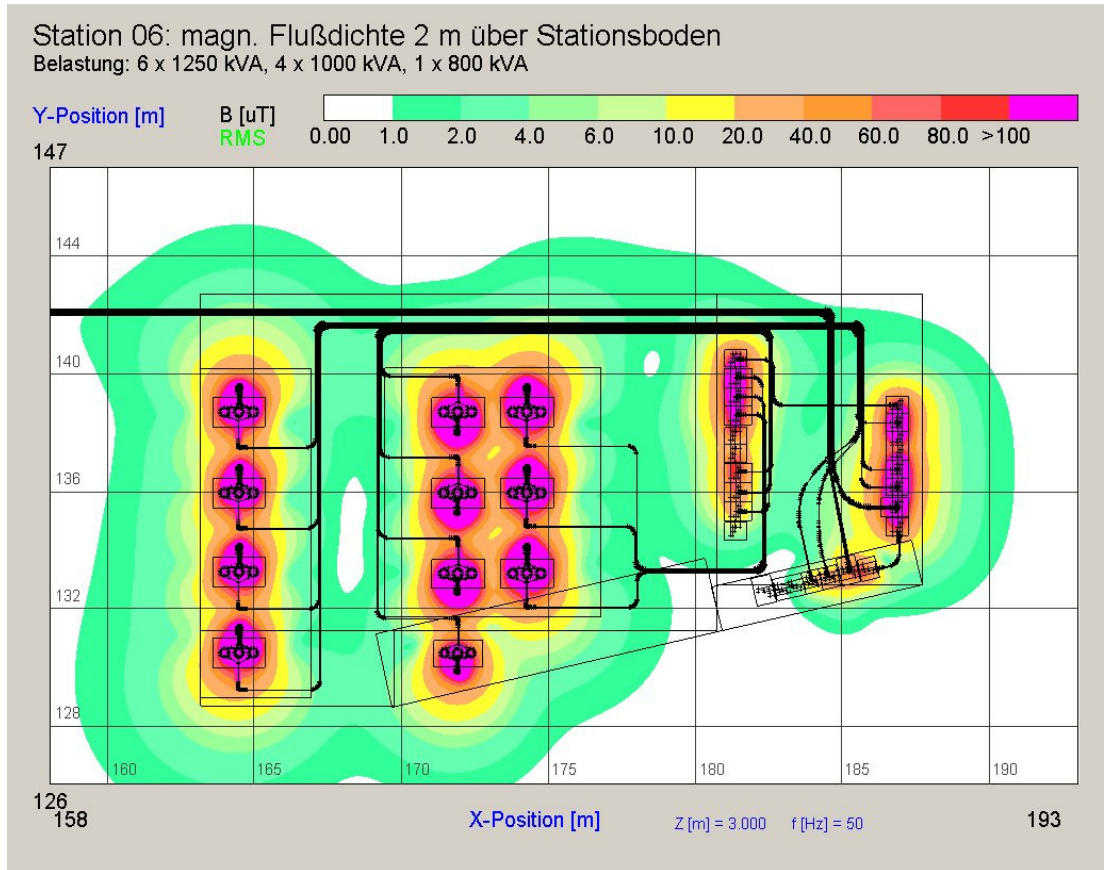 Station 06: magn. Flußdichte 2 m über Stationsboden
Belastung: 6 x 1250 kVA, 4 x 1000 kVA, 1 x 800 kVA
Y-Position [m]
B [uT]
RMS
0.00 1.0 2.0 4.0 6.0 10.0 20.0 40.0 60.0 80.0 >100
147
144
140
136
132
128
160 165 170 175 180 185 190
126
158
X-Position [m]
Z [m] = 3.000 f [Hz] = 50
193